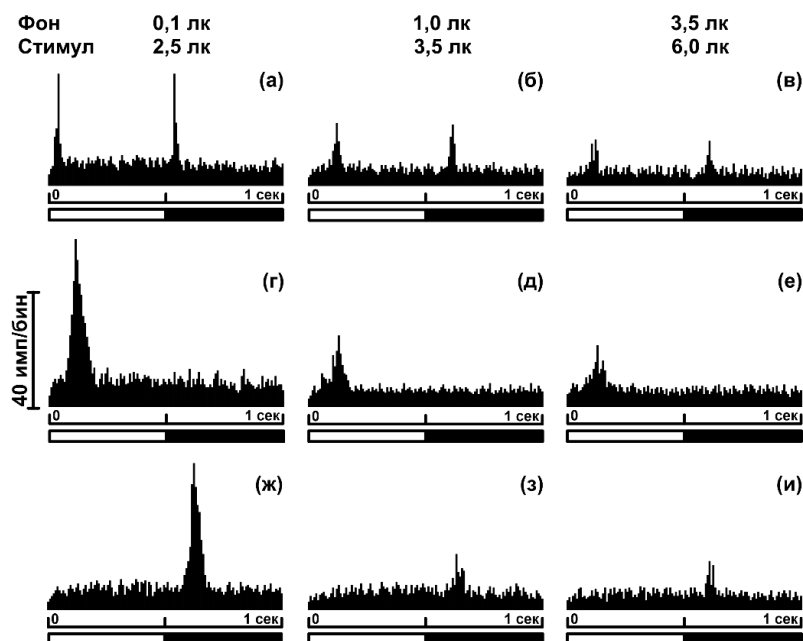 Фон 0,1 лк 1,0 лк 3,5 лк
Стимул 2,5 лк 3,5 лк 6,0 лк
(а) (б) (в)
0 1 сек 0 1 сек 0 1 сек
(г) (д) (е)
40 имп/бин
0 1 сек 0 1 сек 0 1 сек
(ж) (з) (и)
0 1 сек 0 1 сек 0 1 сек